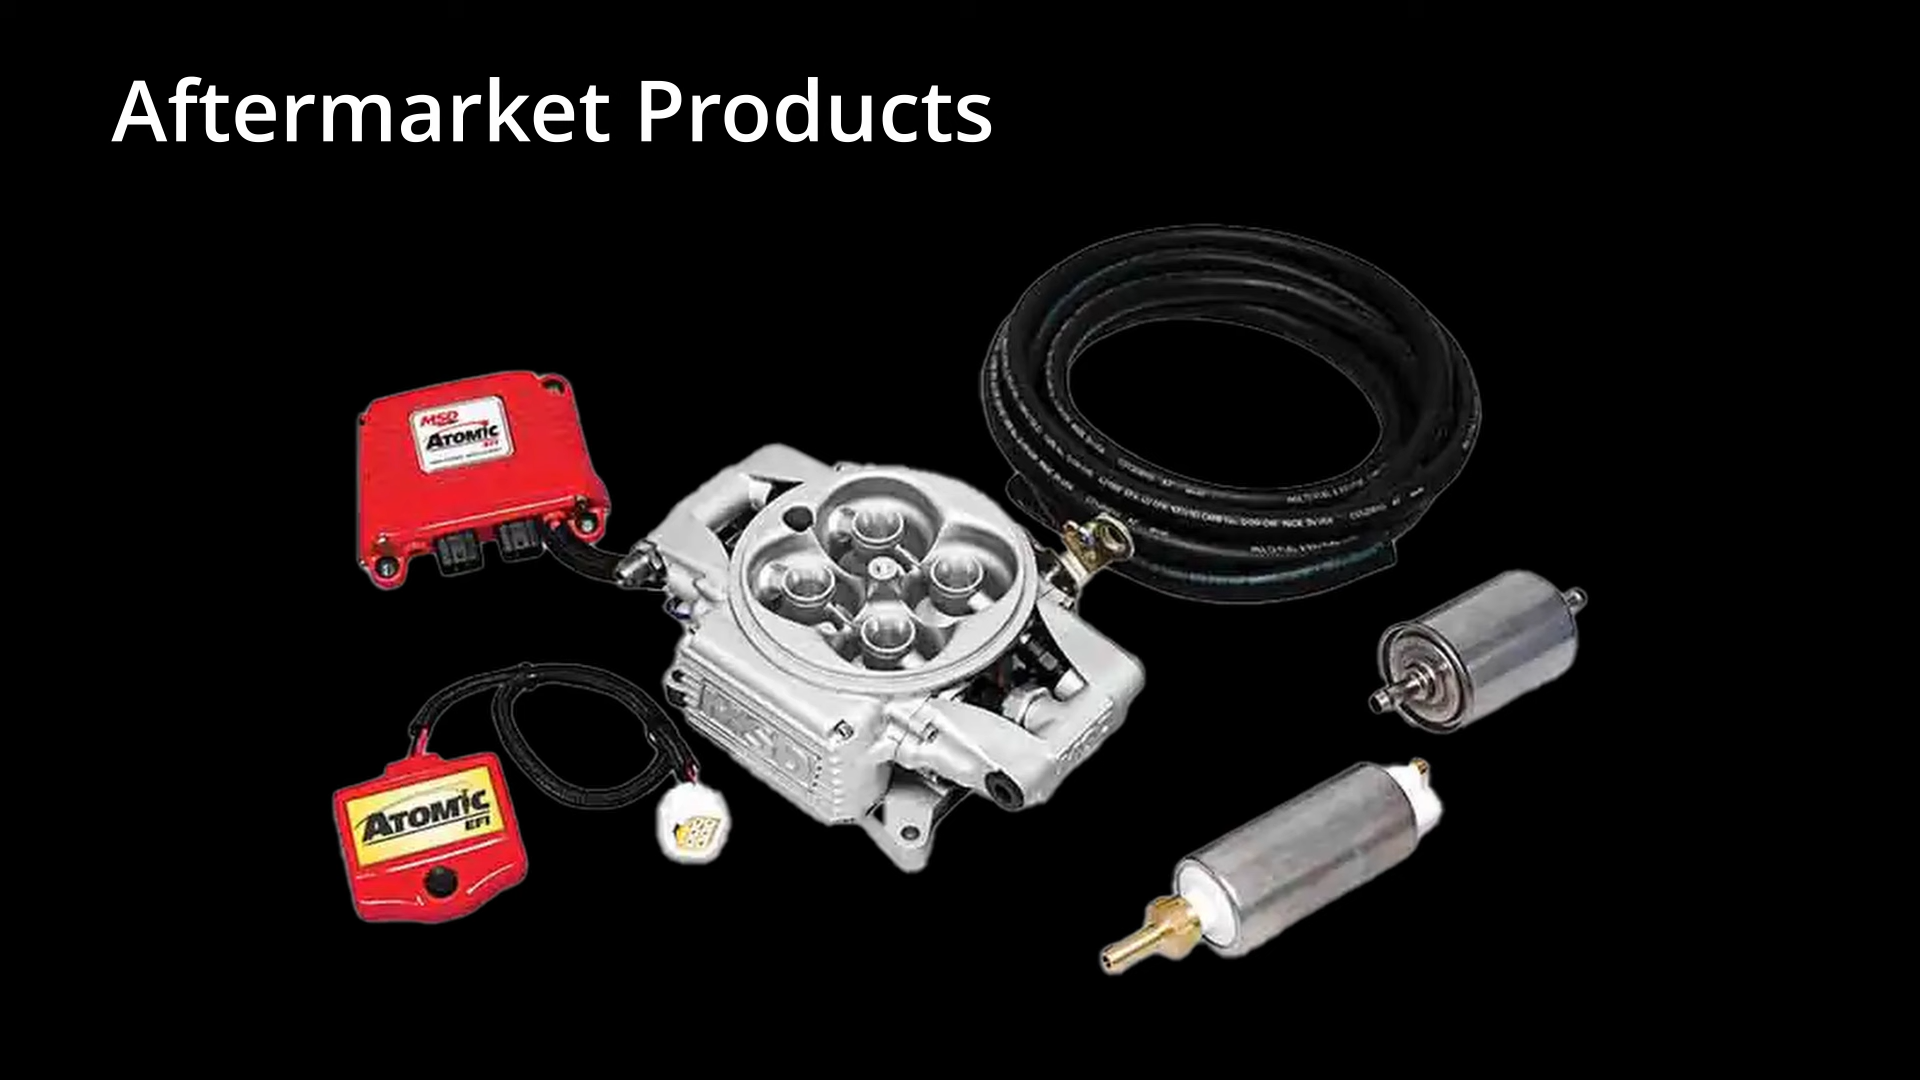 Aftermarket Products
MSD
ATOMIC
EFI
ATOMIC
EFI
MSD